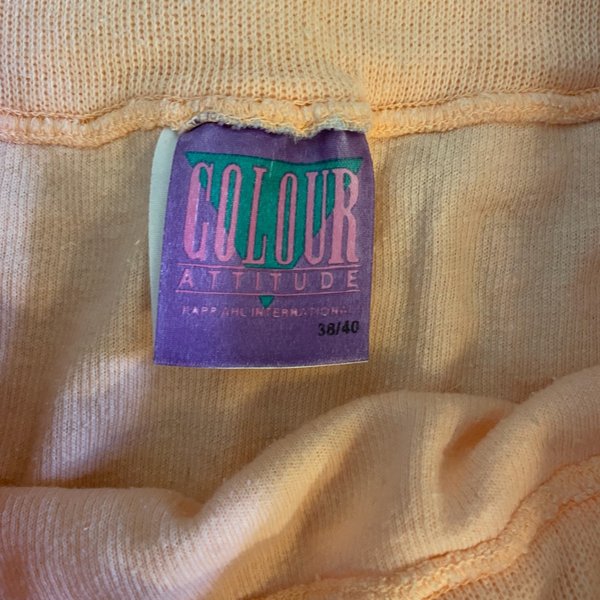 COLOUR
ATTITUDE
KAPPAHL INTERNATIONAL
38/40